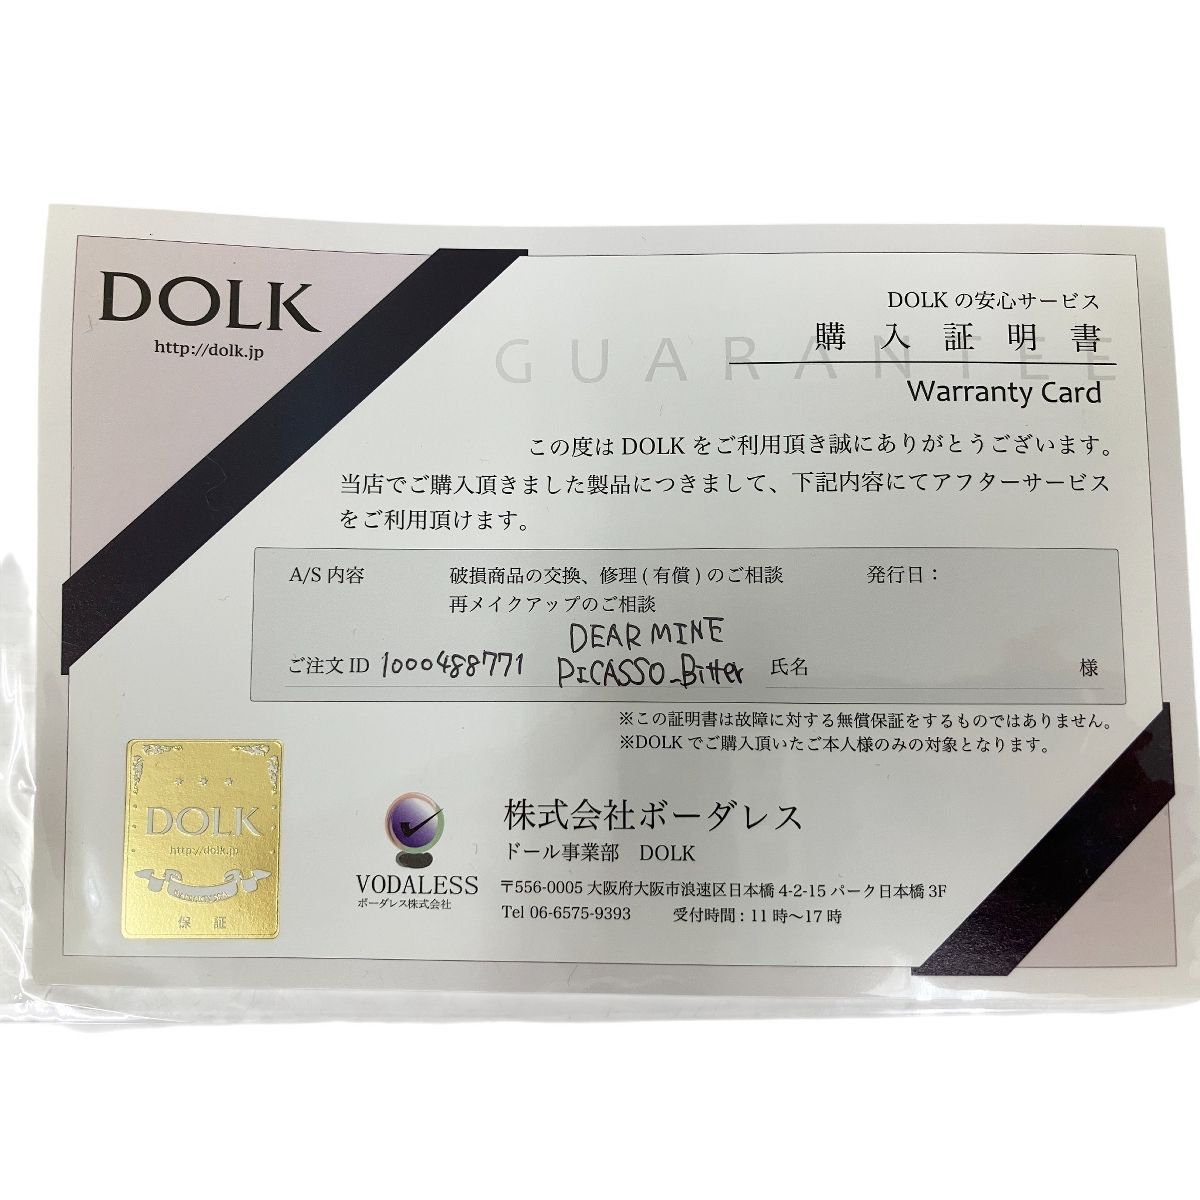 DOLK
http://dolk.jp
DOLKの安心サービス
GUARANTEE
購入証明書
Warranty Card
この度は DOLK をご利用頂き誠にありがとうございます。
当店でご購入頂きました製品につきまして、下記内容にてアフターサービス
をご利用頂けます。
A/S 内容 破損商品の交換、修理(有償)のご相談 発行日：
再メイクアップのご相談
DEAR MINE
ご注文 ID 1000488771 PICASSO_Bitter 氏名 様
※この証明書は故障に対する無償保証をするものではありません。
※DOLK でご購入頂いたご本人様のみの対象となります。
DOLK
http://dolk.jp
保証
VODALESS
ボーダレス株式会社
株式会社ボーダレス
ドール事業部 DOLK
〒556-0005 大阪府大阪市浪速区日本橋 4-2-15 パーク日本橋 3F
Tel 06-6575-9393 受付時間：11 時～17 時